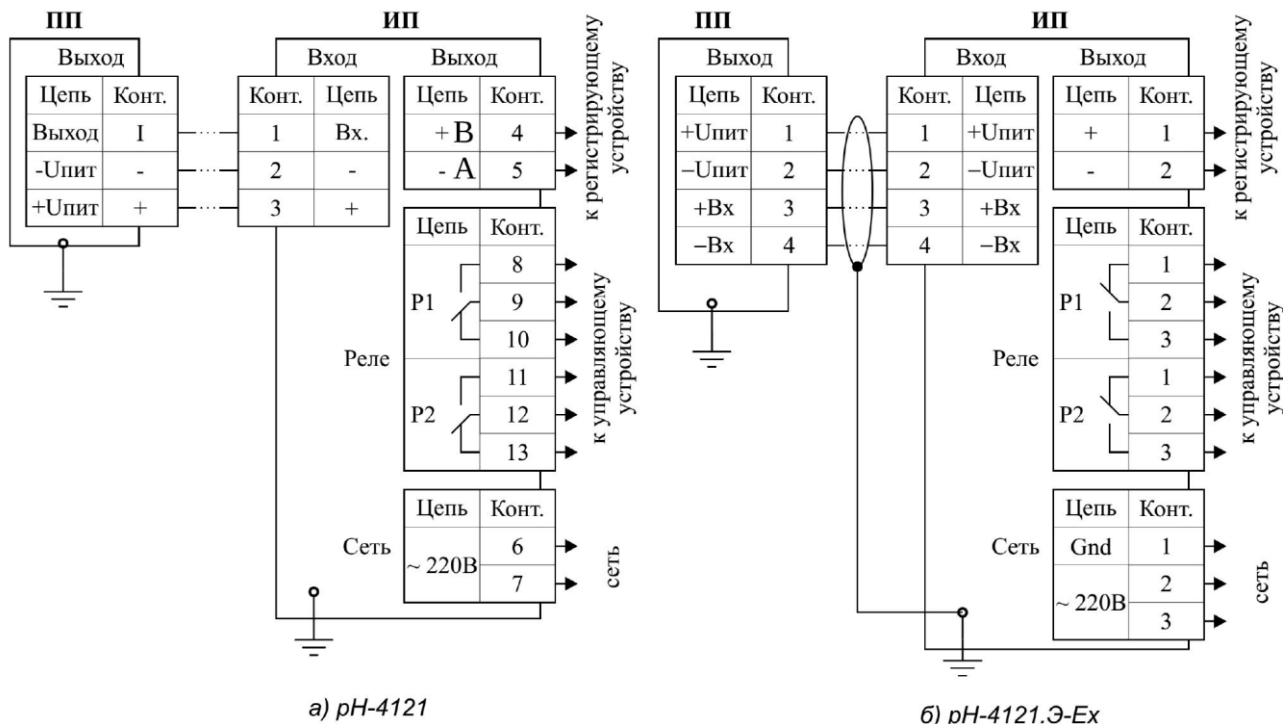 ПП
ИП
Выход
Вход
Выход
Цепь Конт.
Конт. Цепь
Цепь Конт.
Выход I
1 Вх.
+ В 4
-Uпит -
2 -
- А 5
+Uпит +
3 +
к регистрирующему устройству
Цепь Конт.
Реле
Р1
8
9
10
Р2
11
12
13
к управляющему устройству
Цепь Конт.
Сеть
~ 220В
6
7
сеть
а) pH-4121
ПП
ИП
Выход
Вход
Выход
Цепь Конт.
Конт. Цепь
Цепь Конт.
+Uпит 1
1 +Uпит
+ 1
–Uпит 2
2 –Uпит
- 2
+Вх 3
3 +Вх
–Вх 4
4 –Вх
к регистрирующему устройству
Цепь Конт.
Реле
Р1
1
2
3
Р2
1
2
3
к управляющему устройству
Цепь Конт.
Сеть
Gnd 1
~ 220В
2
3
сеть
б) pH-4121.Э-Ех